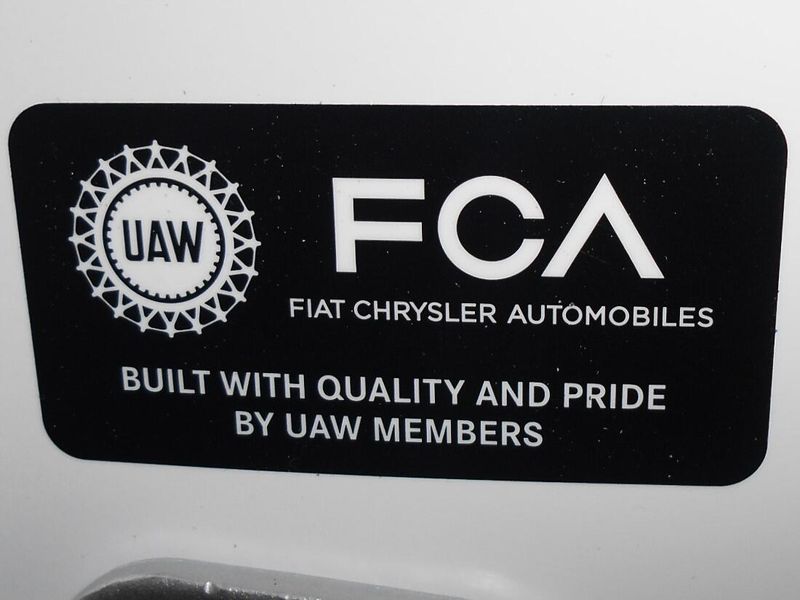 UAW
FCA
FIAT CHRYSLER AUTOMOBILES
BUILT WITH QUALITY AND PRIDE
BY UAW MEMBERS